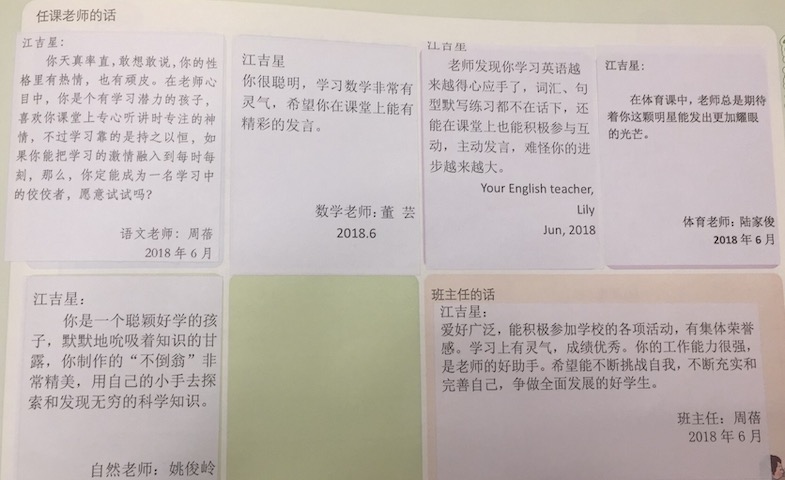 任课老师的话
江吉星：
你天真率直，敢想敢说，你的性
格里有热情，也有顽皮。在老师心
目中，你是个有学习潜力的孩子，
喜欢你课堂上专心听讲时专注的神
情，不过学习靠的是持之以恒，如
果你能把学习的激情融入到每时每
刻，那么，你定能成为一名学习中
的佼佼者，愿意试试吗？
语文老师：周蓓
2018年6月
江吉星
你很聪明，学习数学非常有
灵气，希望你在课堂上能有
精彩的发言。
数学老师：董 芸
2018.6
江吉星
老师发现你学习英语越
来越得心应手了，词汇、句
型默写练习都不在话下，还
能在课堂上也能积极参与互
动，主动发言，难怪你的进
步越来越大。
Your English teacher,
Lily
Jun, 2018
江吉星：
在体育课中，老师总是期待
着你这颗明星能发出更加耀眼
的光芒。
体育老师：陆家俊
2018年6月
江吉星：
你是一个聪颖好学的孩
子，默默地吮吸着知识的甘
露，你制作的“不倒翁”非
常精美，用自己的小手去探
索和发现无穷的科学知识。
自然老师：姚俊岭
班主任的话
江吉星：
爱好广泛，能积极参加学校的各项活动，有集体荣誉
感。学习上有灵气，成绩优秀。你的工作能力很强，
是老师的好助手。希望能不断挑战自我，不断充实和
完善自己，争做全面发展的好学生。
班主任：周蓓
2018年6月